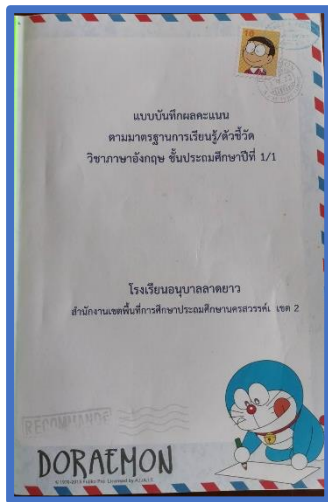 แบบบันทึกผลคะแนน
ตามมาตรฐานการเรียนรู้/ตัวชี้วัด
วิชาภาษาอังกฤษ ชั้นประถมศึกษาปีที่ 1/1
โรงเรียนอนุบาลลาดยาว
สำนักงานเขตพื้นที่การศึกษาประถมศึกษานครสวรรค์ เขต 2
DORAEMON